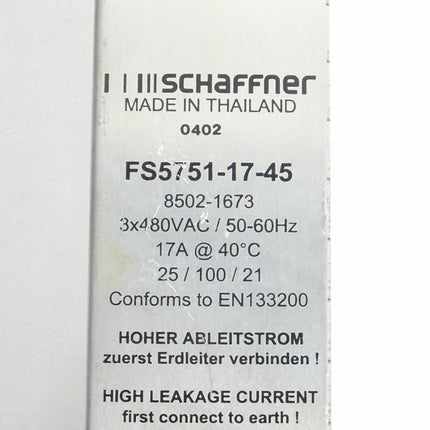 schaffner
MADE IN THAILAND
0402
FS5751-17-45
8502-1673
3x480VAC / 50-60Hz
17A @ 40°C
25 / 100 / 21
Conforms to EN133200
HOHER ABLEITSTROM
zuerst Erdleiter verbinden !
HIGH LEAKAGE CURRENT
first connect to earth !